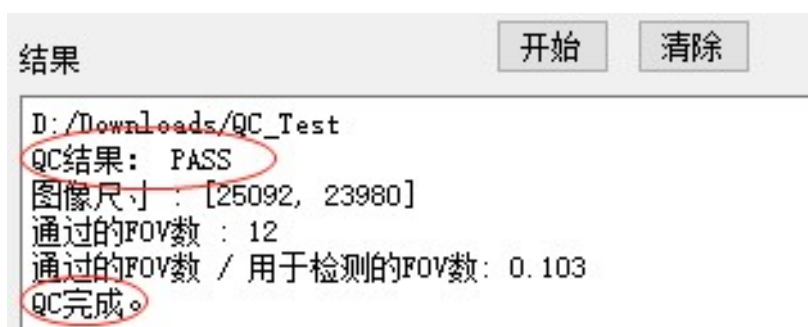 开始 清除
结果
D:/Downloads/QC_Test
QC结果: PASS
图像尺寸 : [25092, 23980]
通过的FOV数 : 12
通过的FOV数 / 用于检测的FOV数: 0.103
QC完成。